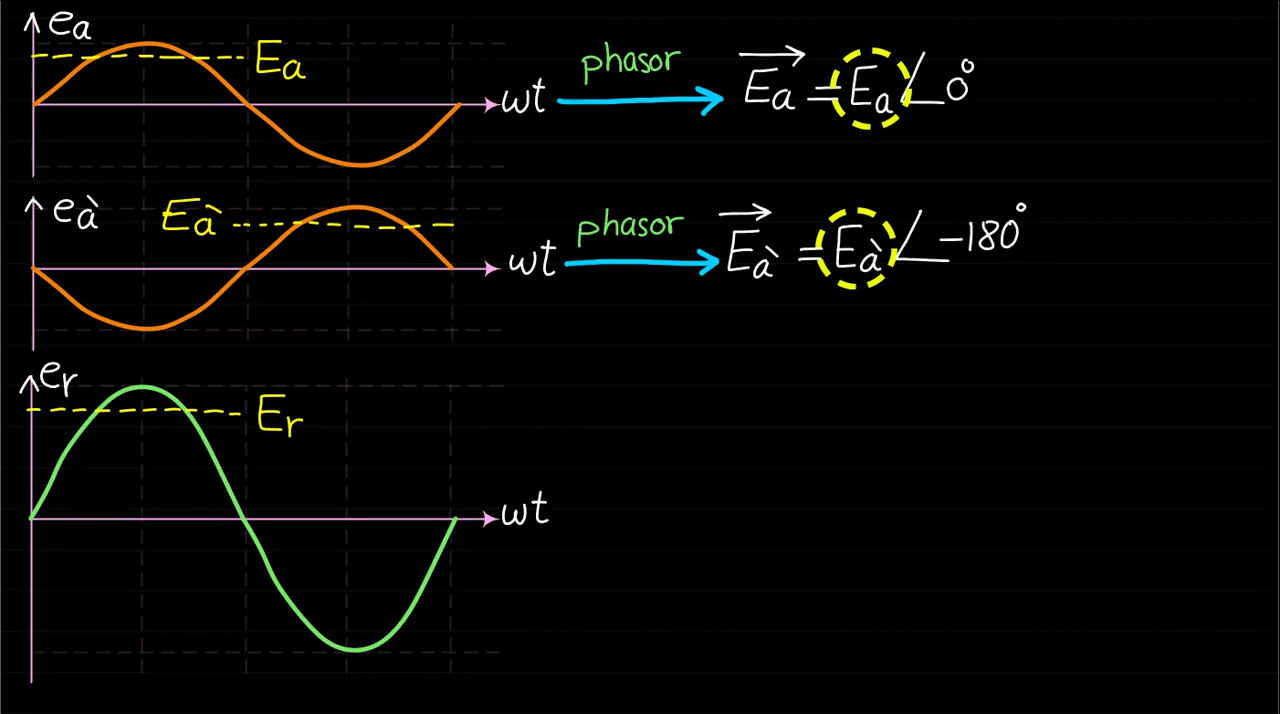 eₐ
Eₐ
ωt
phasor
Eₐ⃗ = Eₐ∠0°
eà
Eà
ωt
phasor
Eà⃗ = Eà∠-180°
eᵣ
Eᵣ
ωt